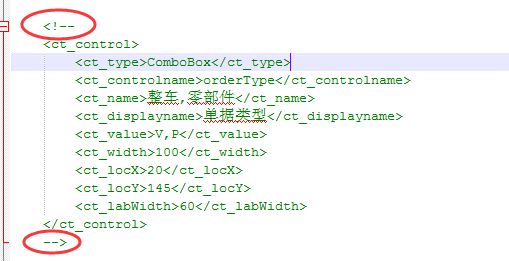 <!--
<ct_control>
<ct_type>ComboBox</ct_type>
<ct_controlname>orderType</ct_controlname>
<ct_name>整车,零部件</ct_name>
<ct_displayname>单据类型</ct_displayname>
<ct_value>V,P</ct_value>
<ct_width>100</ct_width>
<ct_locX>20</ct_locX>
<ct_locY>145</ct_locY>
<ct_labWidth>60</ct_labWidth>
</ct_control>
-->